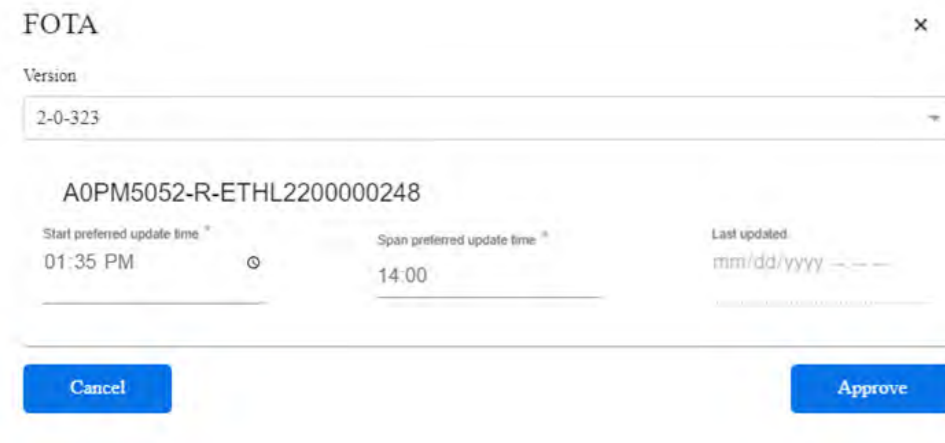 FOTA ×
Version
2-0-323
A0PM5052-R-ETHL2200000248
Start preferred update time * Span preferred update time * Last updated
01:35 PM 14:00 mm/dd/yyyy --:-- --
Cancel Approve